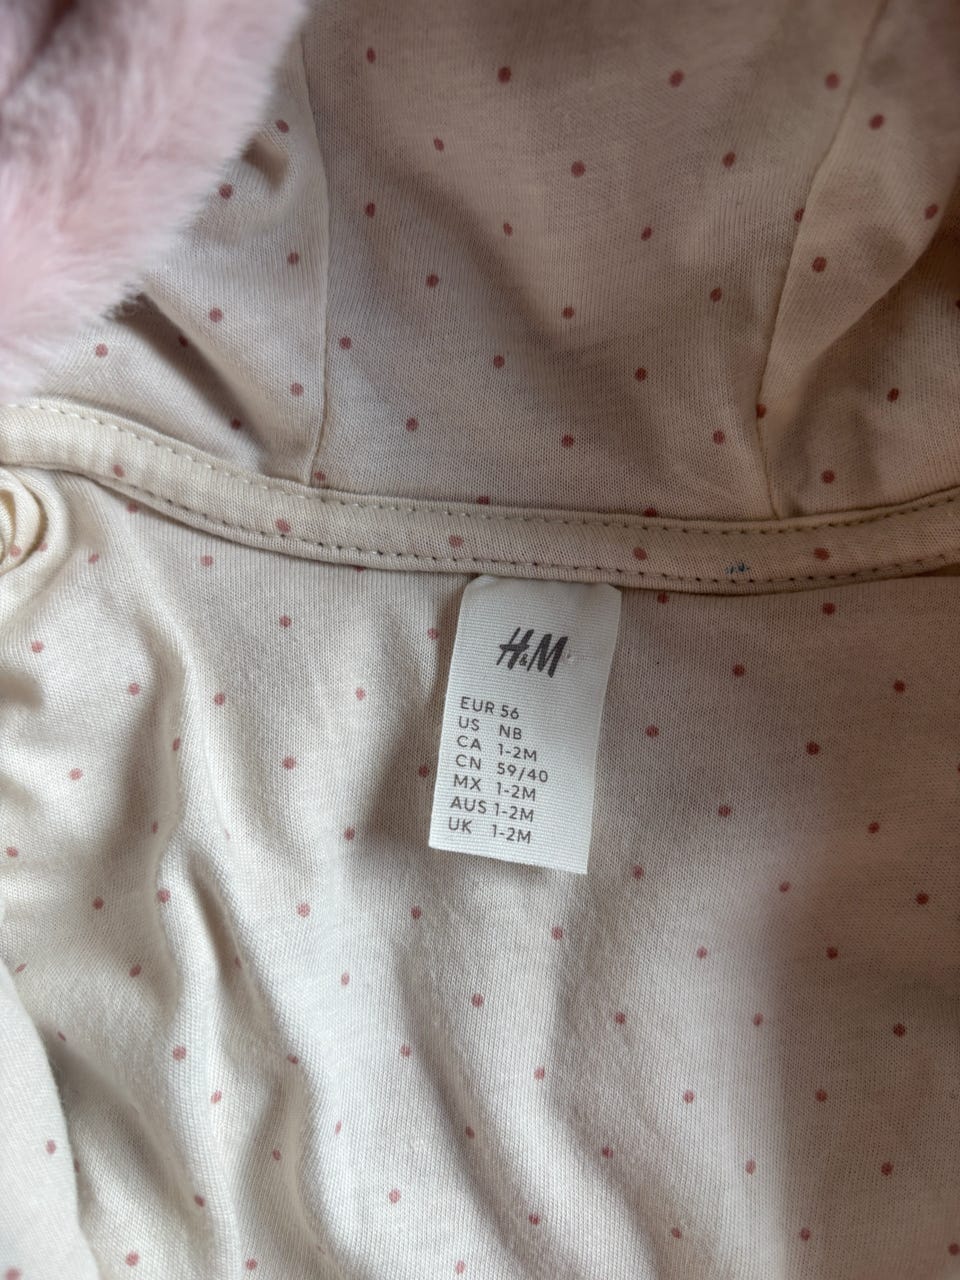 H&M
EUR 56
US NB
CA 1-2M
CN 59/40
MX 1-2M
AUS 1-2M
UK 1-2M